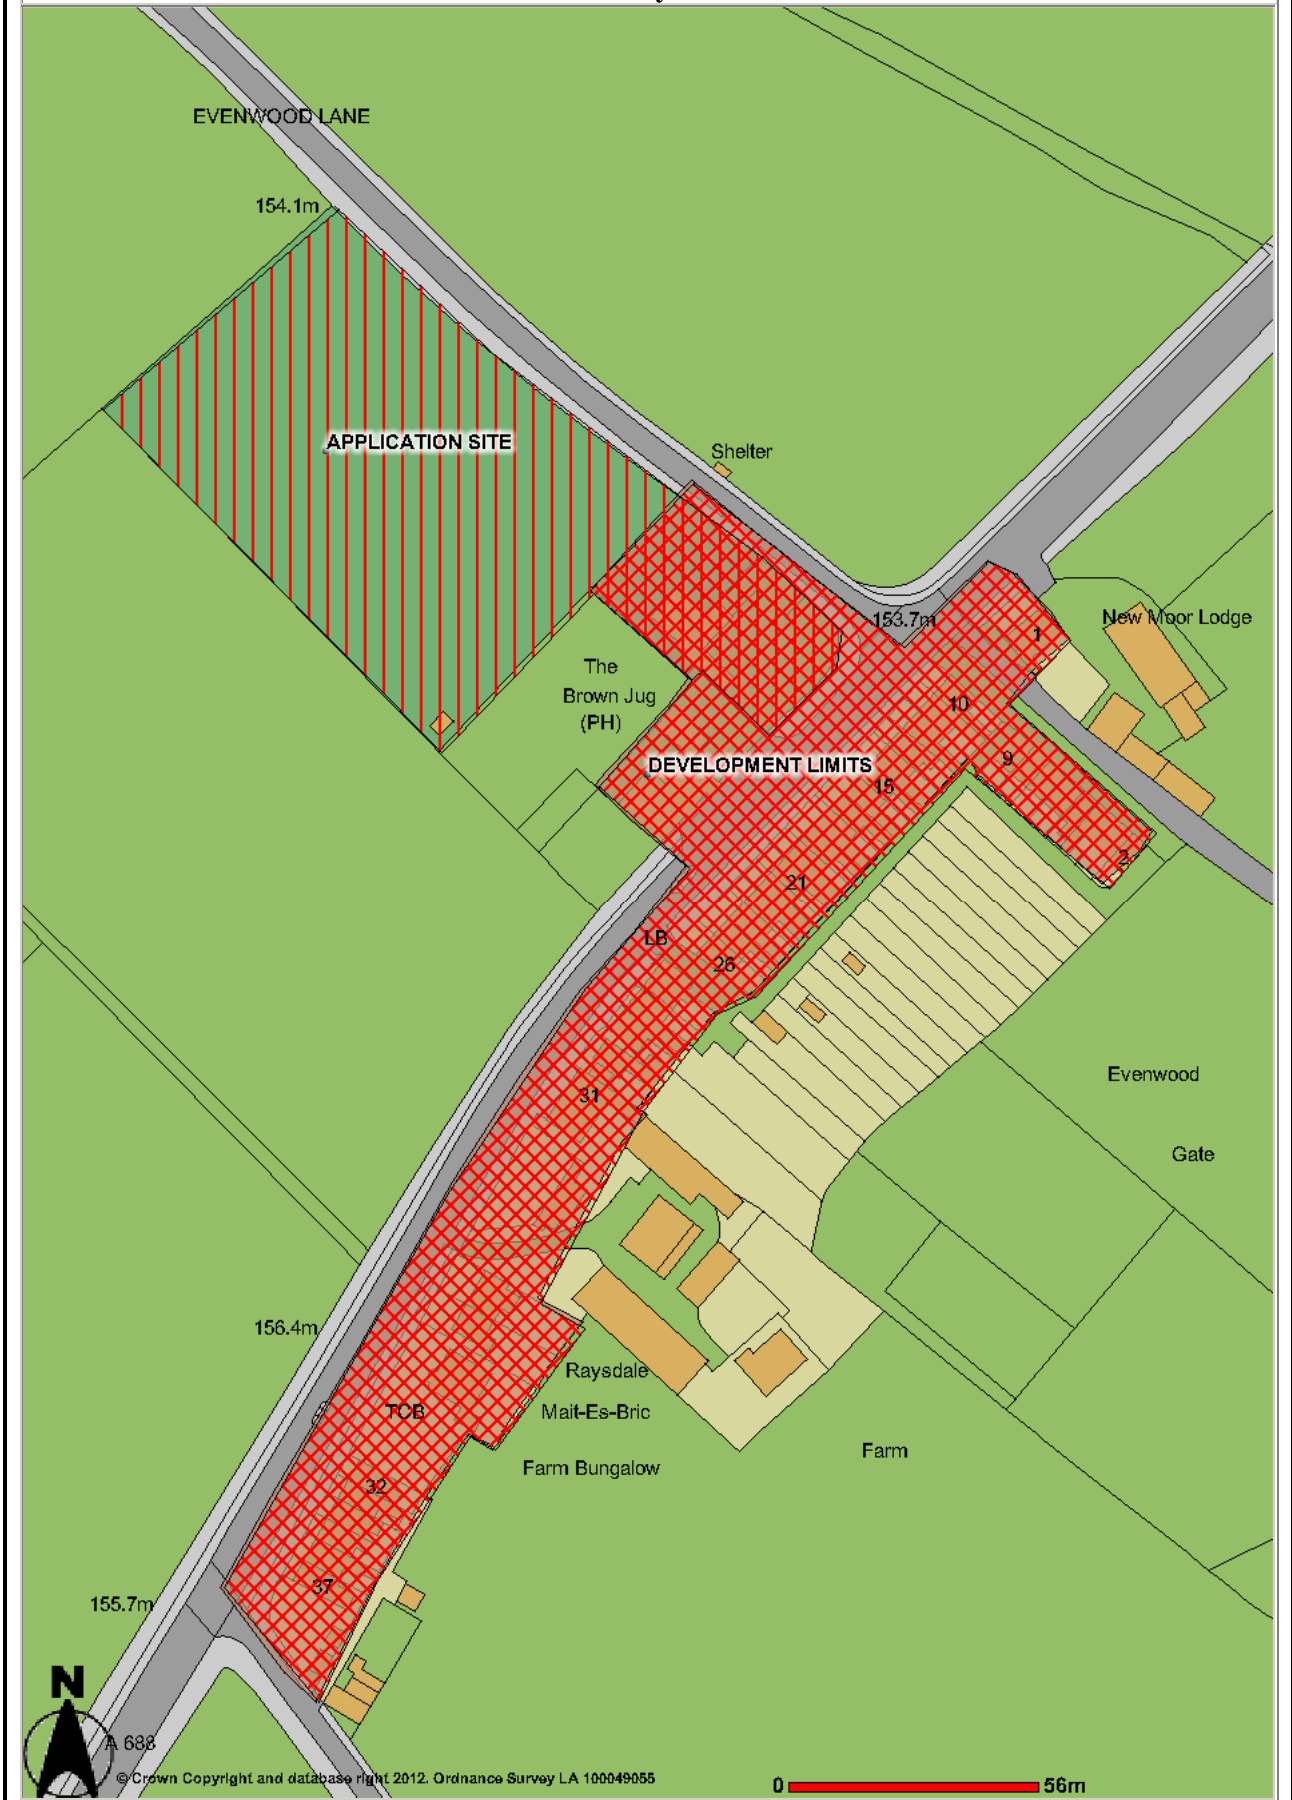 EVENWOOD LANE
154.1m
APPLICATION SITE
Shelter
153.7m
1
New Moor Lodge
The
Brown Jug
(PH)
10
9
DEVELOPMENT LIMITS
15
2
21
LB
26
31
Evenwood
Gate
156.4m
Raysdale
TCB
Mait-Es-Bric
Farm
Farm Bungalow
32
37
155.7m
N
A 688
© Crown Copyright and database right 2012. Ordnance Survey LA 100049055
0 56m